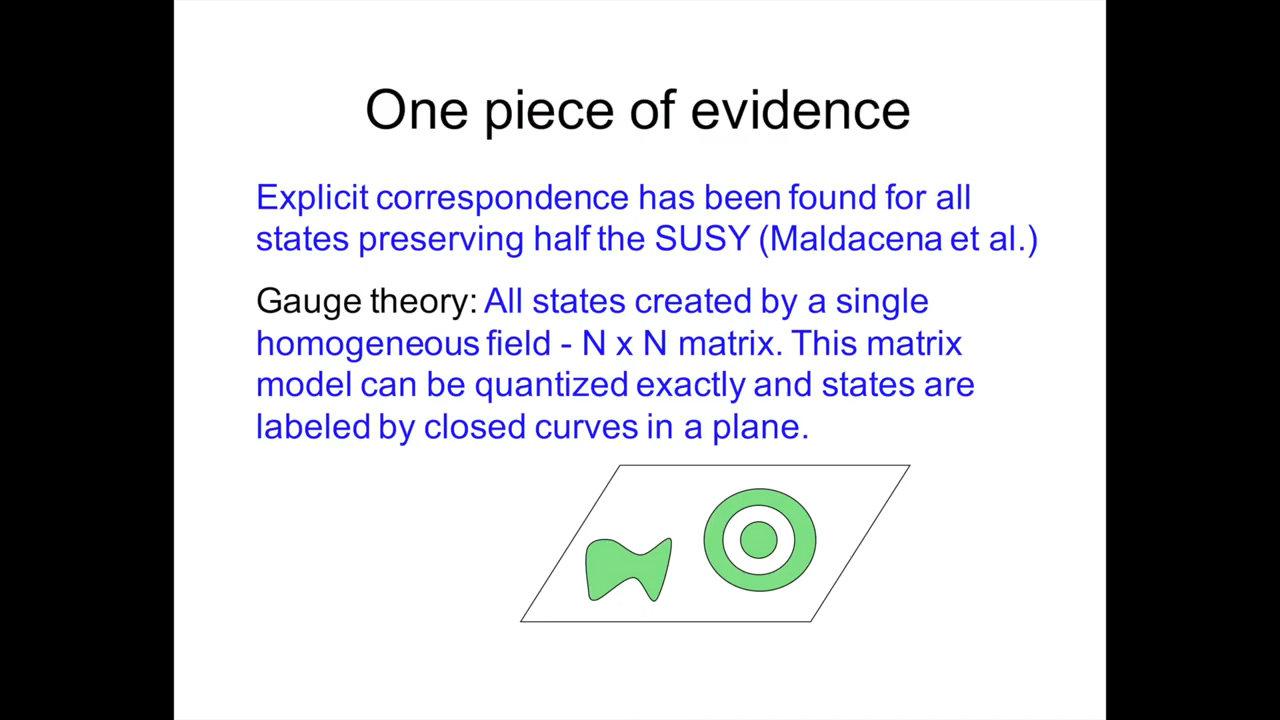 One piece of evidence
Explicit correspondence has been found for all
states preserving half the SUSY (Maldacena et al.)
Gauge theory: All states created by a single
homogeneous field - N x N matrix. This matrix
model can be quantized exactly and states are
labeled by closed curves in a plane.